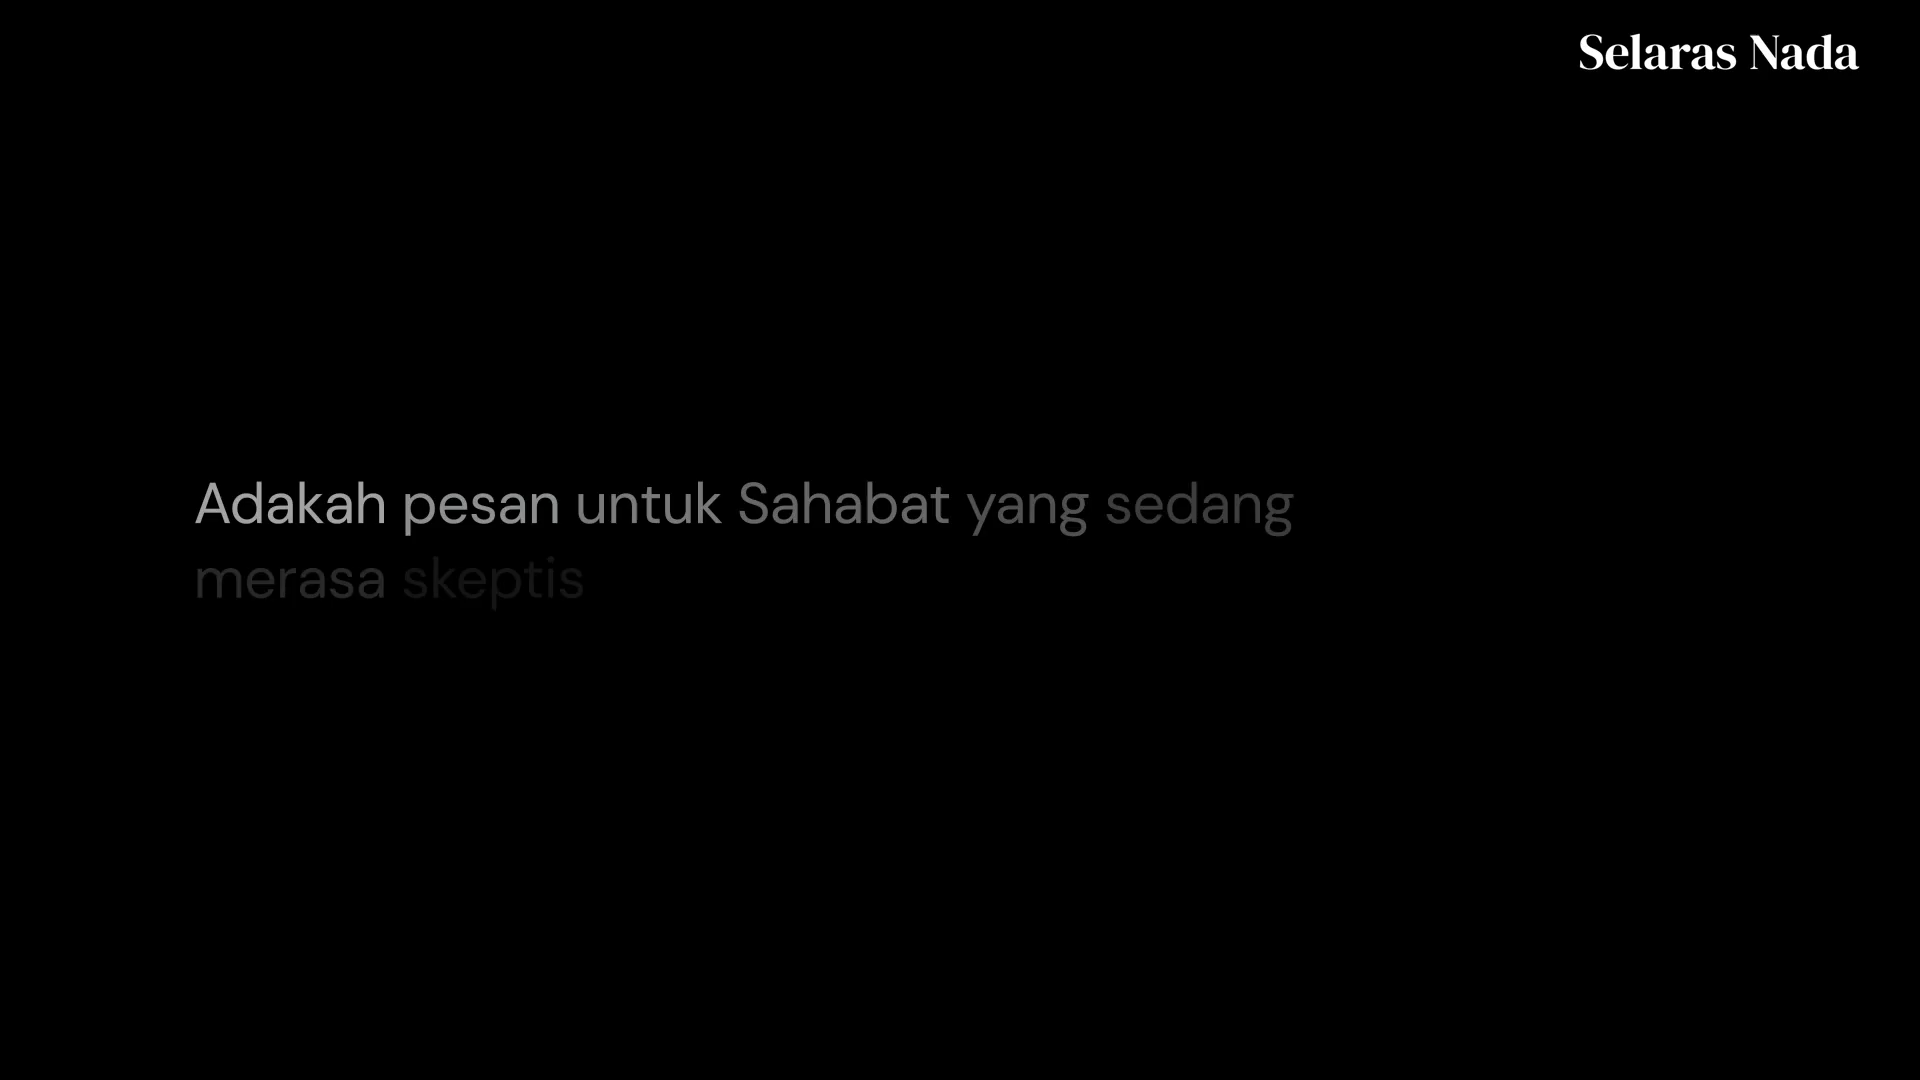 Selaras Nada
Adakah pesan untuk Sahabat yang sedang
merasa skeptis